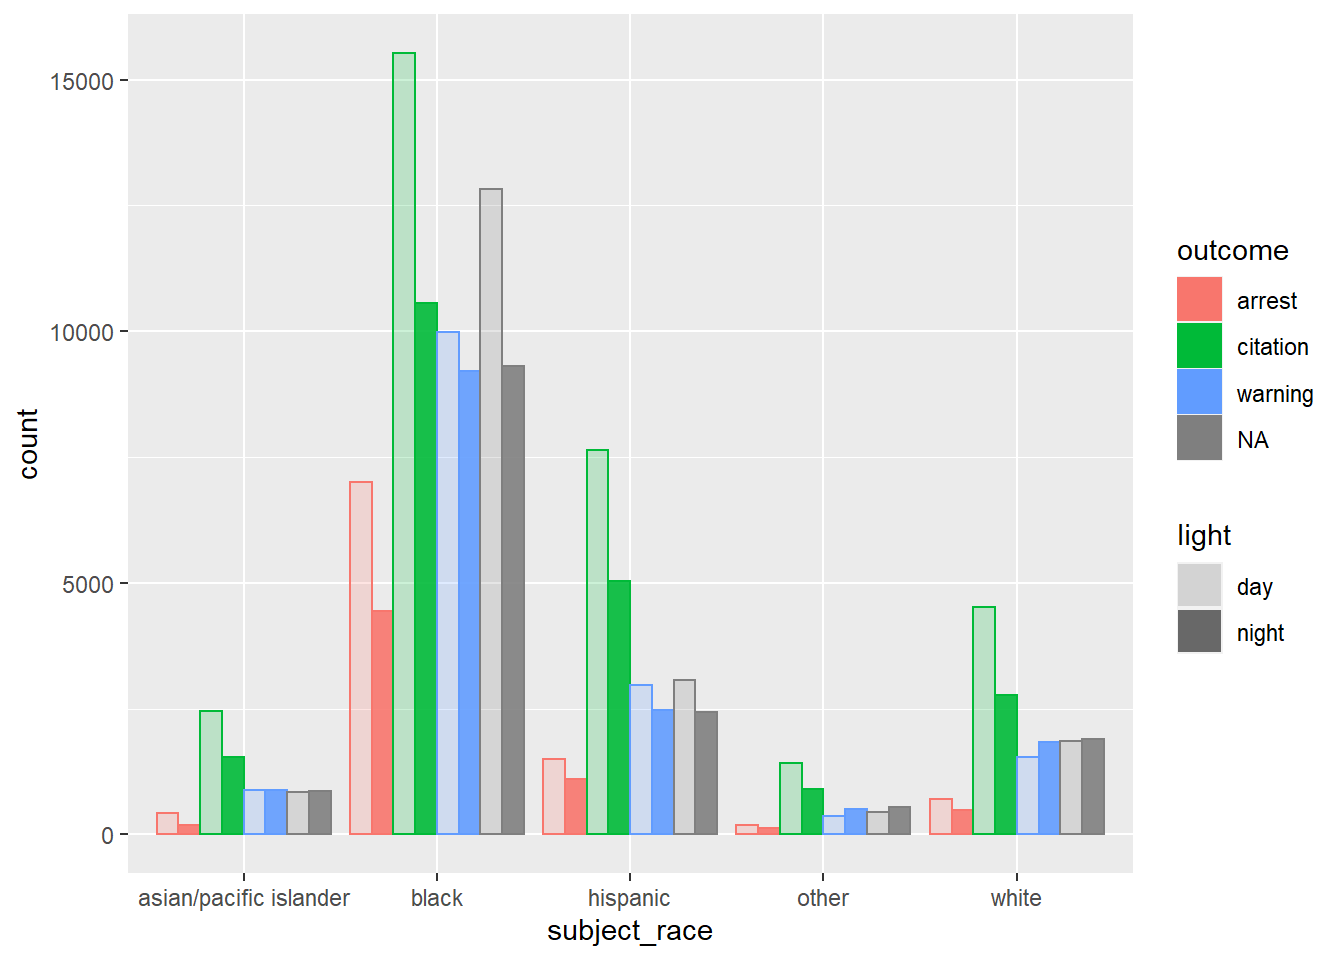 15000
10000
5000
0
count
asian/pacific islander black hispanic other white
subject_race
outcome
arrest
citation
warning
NA
light
day
night